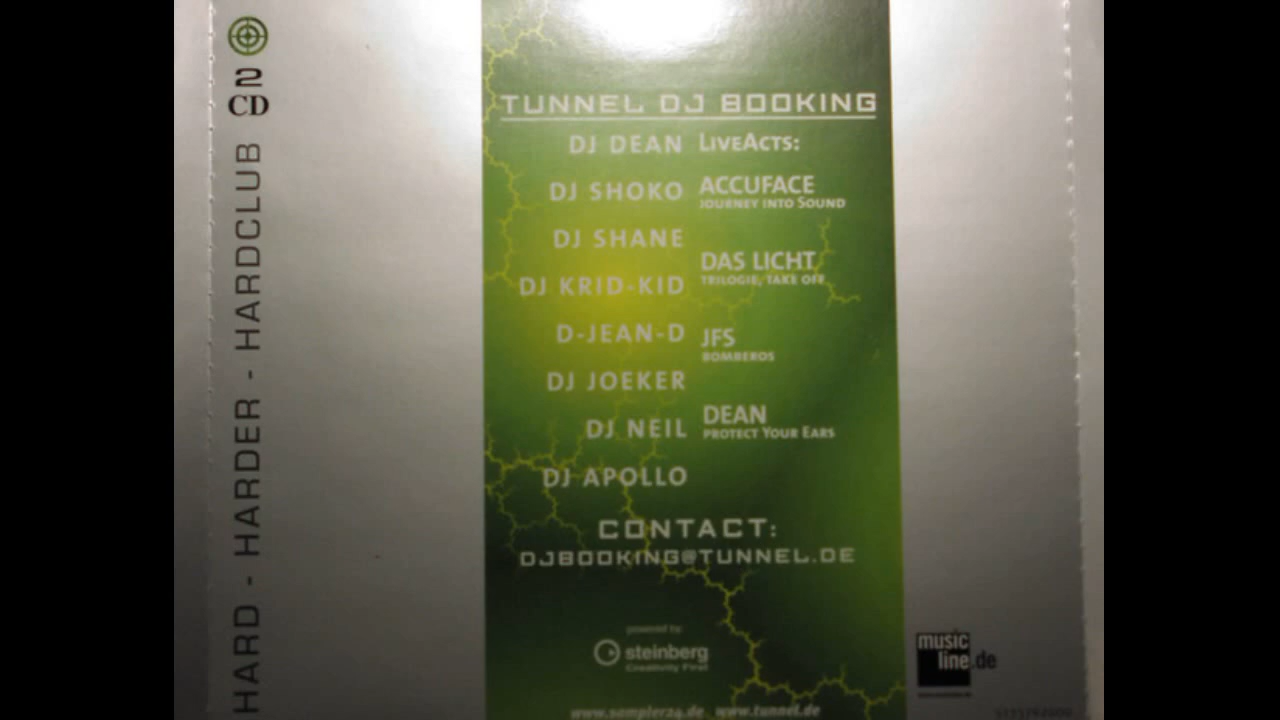 2
CD
HARD - HARDER - HARDCLUB
TUNNEL DJ BOOKING
DJ DEAN
DJ SHOKO
DJ SHANE
DJ KRID-KID
D-JEAN-D
DJ JOEKER
DJ NEIL
DJ APOLLO
LIVEACTS:
ACCUFACE
JOURNEY INTO SOUND
DAS LICHT
TRILOGIE, TAKE OFF
JFS
BOMBEROS
DEAN
PROTECT YOUR EARS
CONTACT:
DJBOOKING@TUNNEL.DE
powered by:
steinberg
Creativity First
www.sampler24.de www.tunnel.de
music
line.de